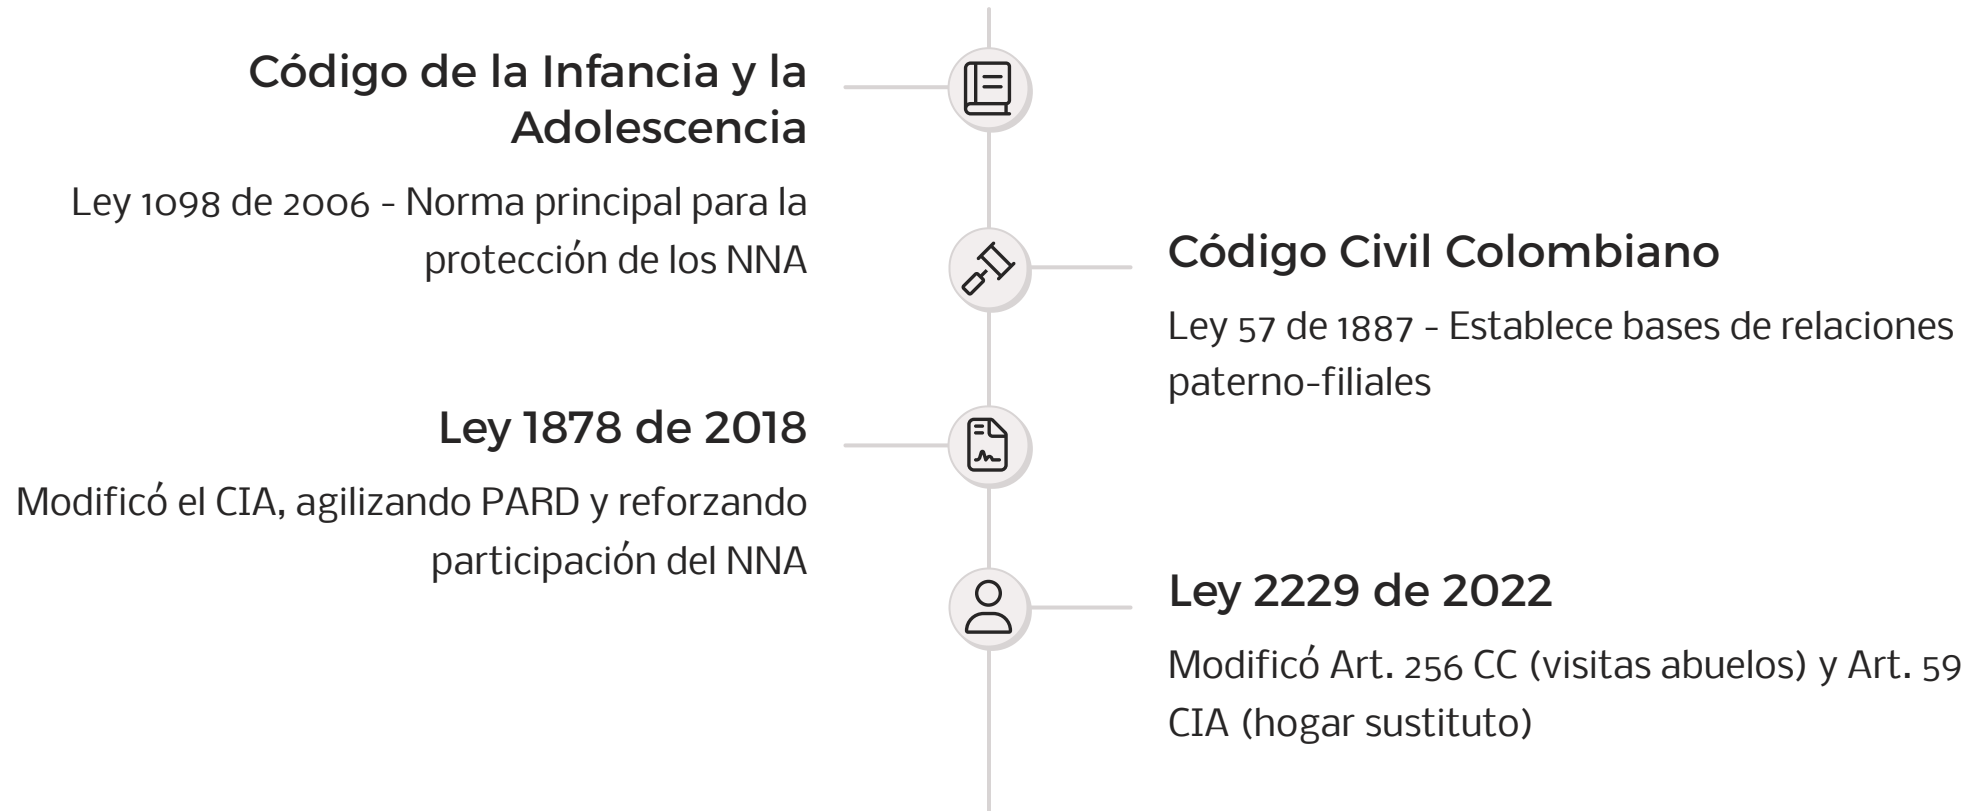 Código de la Infancia y la
Adolescencia
Ley 1098 de 2006 - Norma principal para la
protección de los NNA
Código Civil Colombiano
Ley 57 de 1887 - Establece bases de relaciones
paterno-filiales
Ley 1878 de 2018
Modificó el CIA, agilizando PARD y reforzando
participación del NNA
Ley 2229 de 2022
Modificó Art. 256 CC (visitas abuelos) y Art. 59
CIA (hogar sustituto)